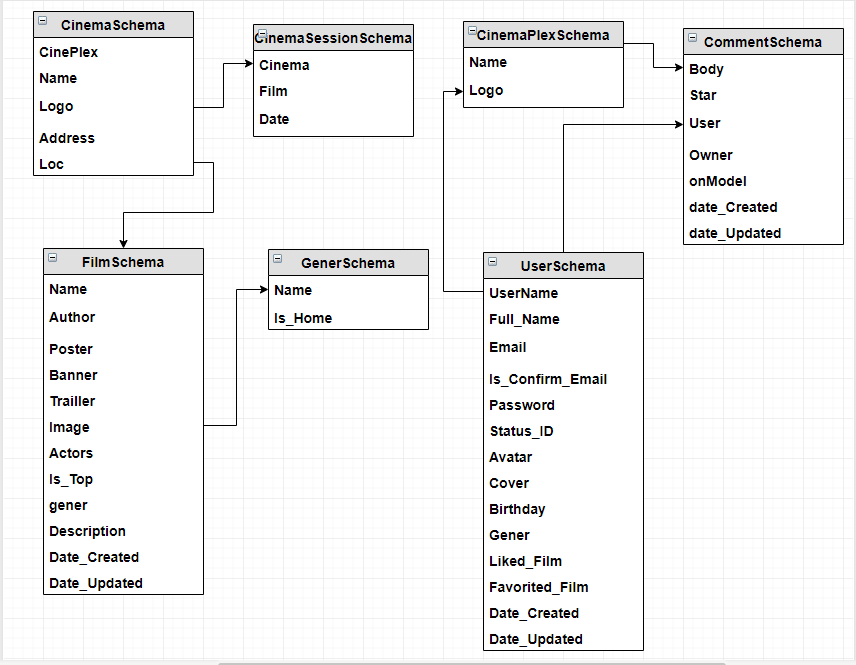 CinemaSchema
CinePlex
Name
Logo
Address
Loc
CinemaSessionSchema
Cinema
Film
Date
CinemaPlexSchema
Name
Logo
CommentSchema
Body
Star
User
Owner
onModel
date_Created
date_Updated
FilmSchema
Name
Author
Poster
Banner
Trailler
Image
Actors
Is_Top
gener
Description
Date_Created
Date_Updated
GenerSchema
Name
Is_Home
UserSchema
UserName
Full_Name
Email
Is_Confirm_Email
Password
Status_ID
Avatar
Cover
Birthday
Gener
Liked_Film
Favorited_Film
Date_Created
Date_Updated